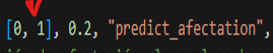 [0, 1], 0.2, "predict_afectation",